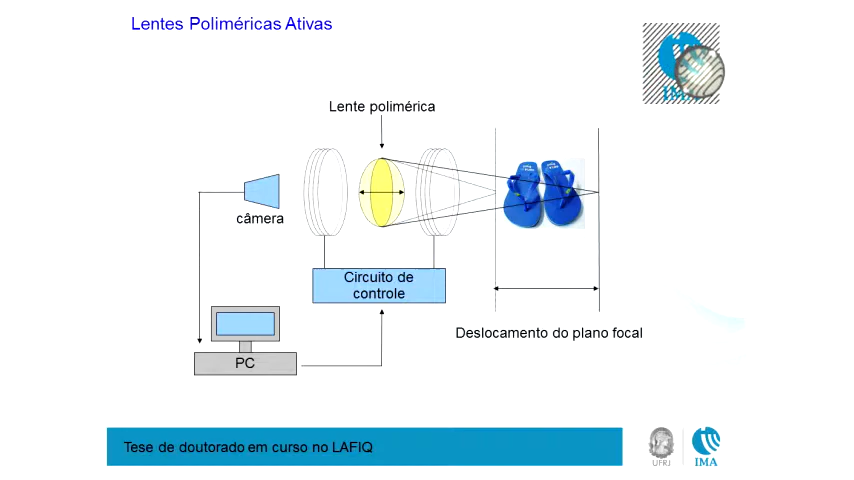 Lentes Poliméricas Ativas
IMA
Lente polimérica
câmera
Circuito de
controle
Deslocamento do plano focal
PC
Tese de doutorado em curso no LAFIQ
UFRJ
IMA